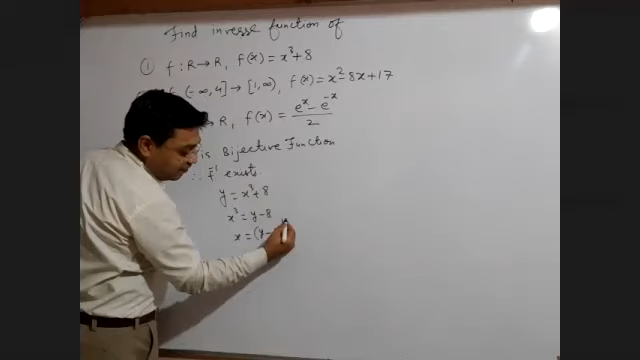 Find inverse function of
① f : R→R, f(x) = x³+8
(-∞, 4] → [1, ∞), f(x) = x²-8x+17
→ R, f(x) = (eˣ - e⁻ˣ)/2
is Bijective Function
∴ f⁻¹ exists.
y = x³+8
x³ = y-8
x = (y-